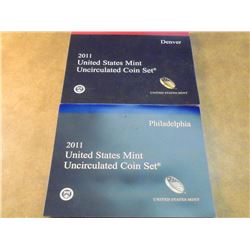 Denver
2011
United States Mint
Uncirculated Coin Set®
UNITED STATES MINT
Philadelphia
2011
United States Mint
Uncirculated Coin Set®
UNITED STATES MINT